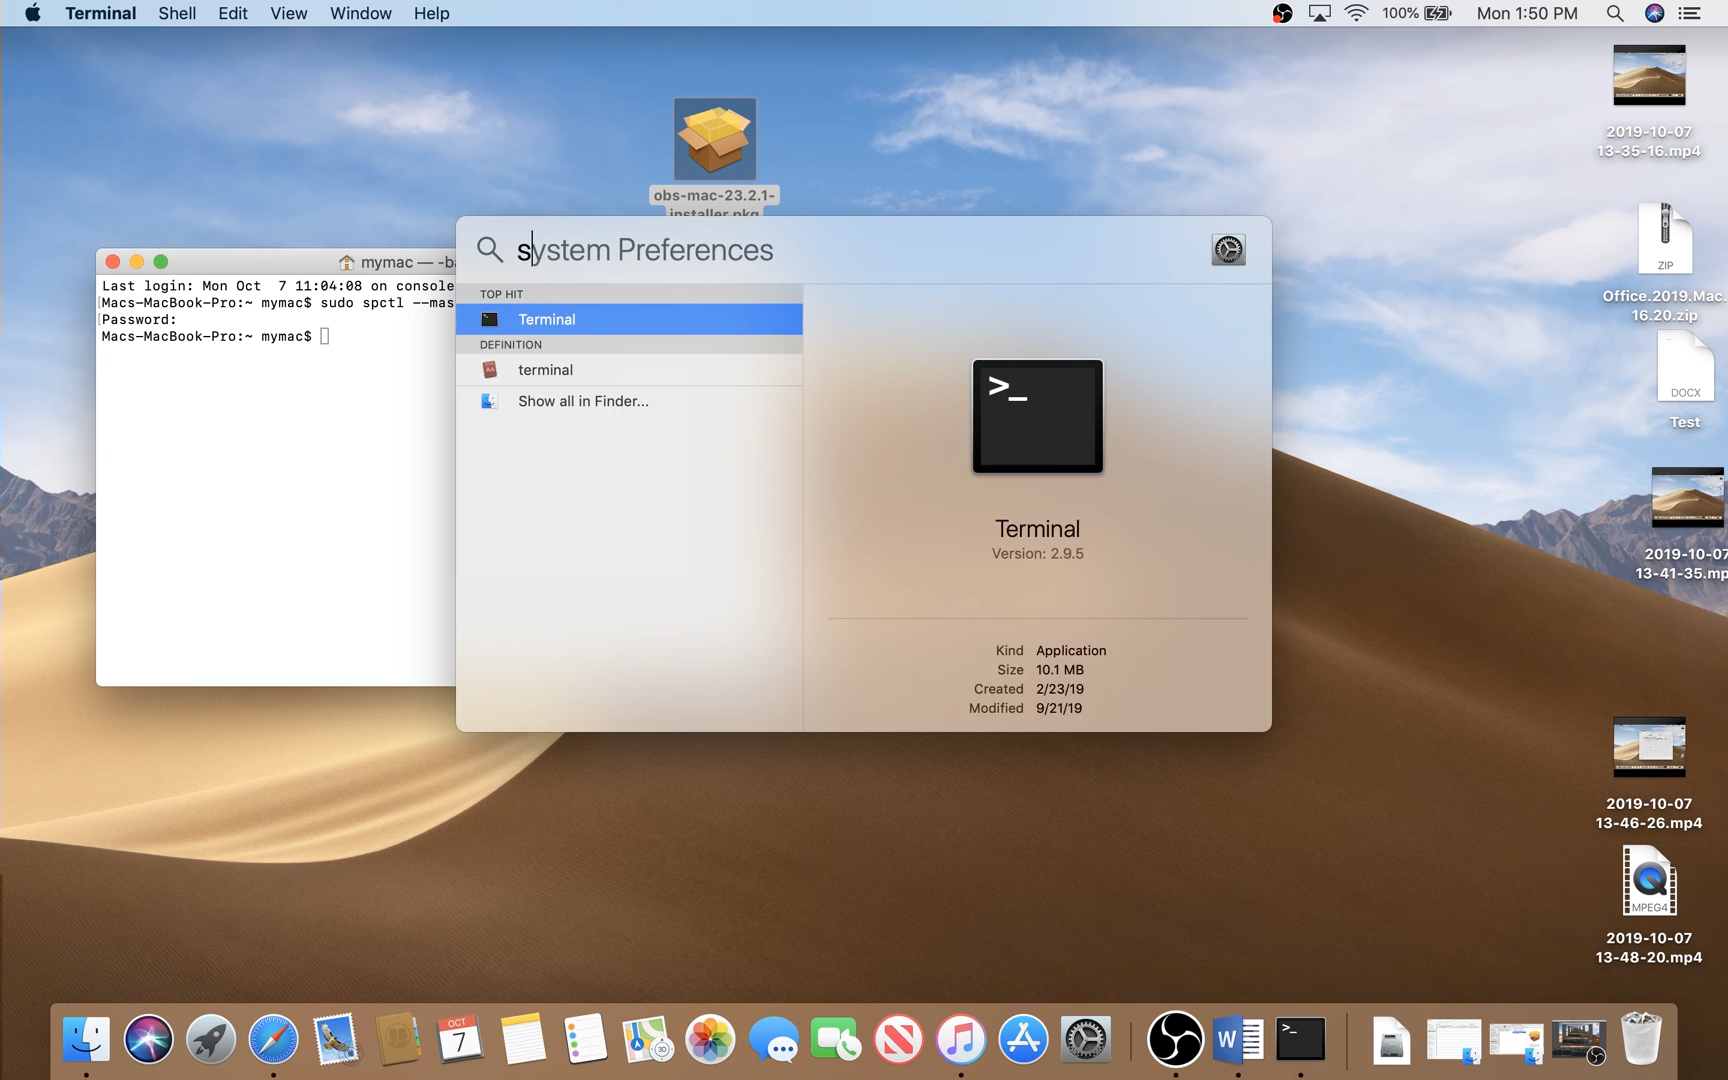 Terminal Shell Edit View Window Help 100% Mon 1:50 PM
2019-10-07
13-35-16.mp4
obs-mac-23.2.1-
installer.pkg
ZIP
Office.2019.Mac.
16.20.zip
DOCX
Test
2019-10-07
13-41-35.mp
2019-10-07
13-46-26.mp4
MPEG4
2019-10-07
13-48-20.mp4
mymac — -ba
Last login: Mon Oct  7 11:04:08 on console
[Macs-MacBook-Pro:~ mymac$ sudo spctl --mas
[Password:
Macs-MacBook-Pro:~ mymac$
system Preferences
TOP HIT
Terminal
DEFINITION
terminal
Show all in Finder...
>_
Terminal
Version: 2.9.5
Kind Application
Size 10.1 MB
Created 2/23/19
Modified 9/21/19
OCT
7
3D
W
>_